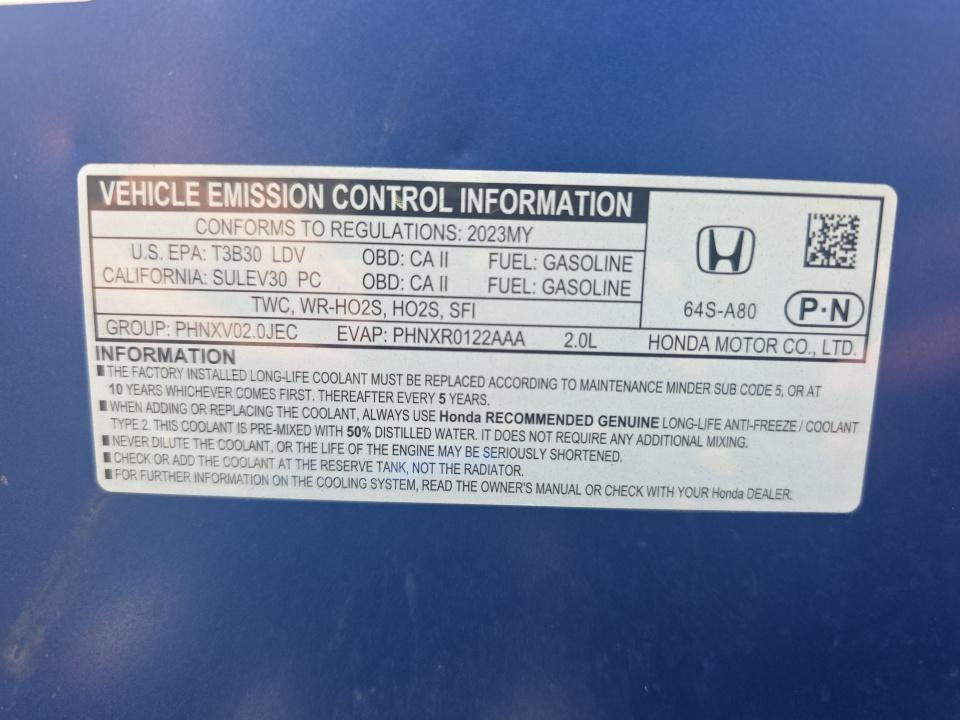 VEHICLE EMISSION CONTROL INFORMATION
CONFORMS TO REGULATIONS: 2023MY
U.S. EPA: T3B30 LDV OBD: CA II FUEL: GASOLINE
CALIFORNIA: SULEV30 PC OBD: CA II FUEL: GASOLINE
TWC, WR-HO2S, HO2S, SFI
64S-A80 P·N
GROUP: PHNXV02.0JEC EVAP: PHNXR0122AAA 2.0L HONDA MOTOR CO., LTD.
INFORMATION
■ THE FACTORY INSTALLED LONG-LIFE COOLANT MUST BE REPLACED ACCORDING TO MAINTENANCE MINDER SUB CODE 5, OR AT
10 YEARS WHICHEVER COMES FIRST. THEREAFTER EVERY 5 YEARS.
■ WHEN ADDING OR REPLACING THE COOLANT, ALWAYS USE Honda RECOMMENDED GENUINE LONG-LIFE ANTI-FREEZE / COOLANT
TYPE 2. THIS COOLANT IS PRE-MIXED WITH 50% DISTILLED WATER. IT DOES NOT REQUIRE ANY ADDITIONAL MIXING.
■ NEVER DILUTE THE COOLANT, OR THE LIFE OF THE ENGINE MAY BE SERIOUSLY SHORTENED.
■ CHECK OR ADD THE COOLANT AT THE RESERVE TANK, NOT THE RADIATOR.
■ FOR FURTHER INFORMATION ON THE COOLING SYSTEM, READ THE OWNER'S MANUAL OR CHECK WITH YOUR Honda DEALER.